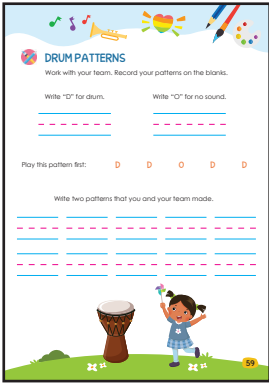 DRUM PATTERNS
Work with your team. Record your patterns on the blanks.
Write "D" for drum. Write "O" for no sound.
Play this pattern first: D D O D D
Write two patterns that you and your team made.
59